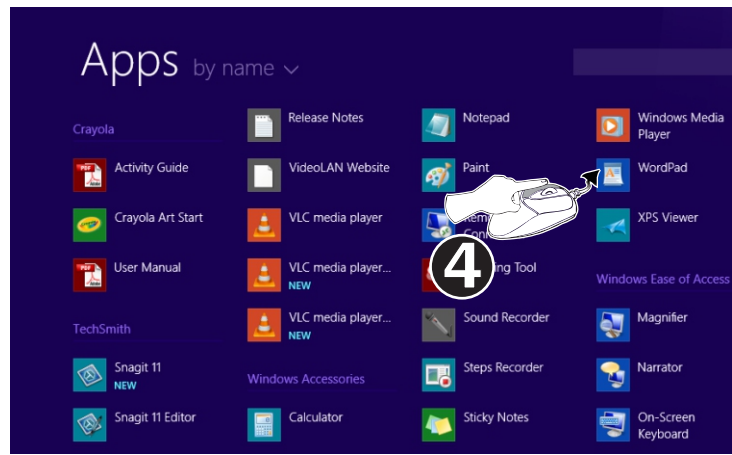 Apps by name
Crayola
Activity Guide
Crayola Art Start
User Manual
TechSmith
Snagit 11
NEW
Snagit 11 Editor
Release Notes
VideoLAN Website
VLC media player
VLC media player...
NEW
VLC media player...
NEW
Windows Accessories
Calculator
Notepad
Paint
4
ing Tool
Sound Recorder
Steps Recorder
Sticky Notes
Windows Media
Player
WordPad
XPS Viewer
Windows Ease of Access
Magnifier
Narrator
On-Screen
Keyboard